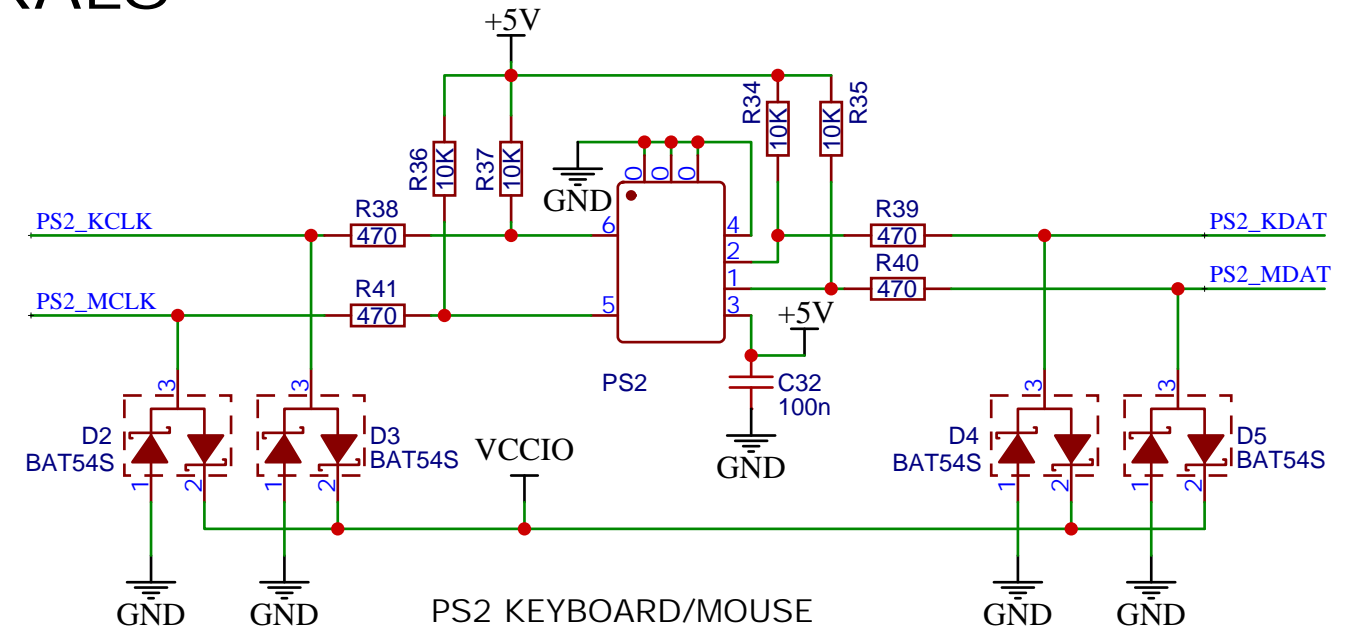 +5V
R36
10K
R37
10K
R34
10K
R35
10K
GND
0
0
0
PS2_KCLK
R38
470
6
4
R39
470
PS2_KDAT
2
PS2_MCLK
R41
470
5
1
R40
470
PS2_MDAT
3
+5V
PS2
C32
100n
GND
3
D2
BAT54S
1
2
3
D3
BAT54S
1
2
VCCIO
3
D4
BAT54S
1
2
3
D5
BAT54S
1
2
GND
GND
PS2 KEYBOARD/MOUSE
GND
GND